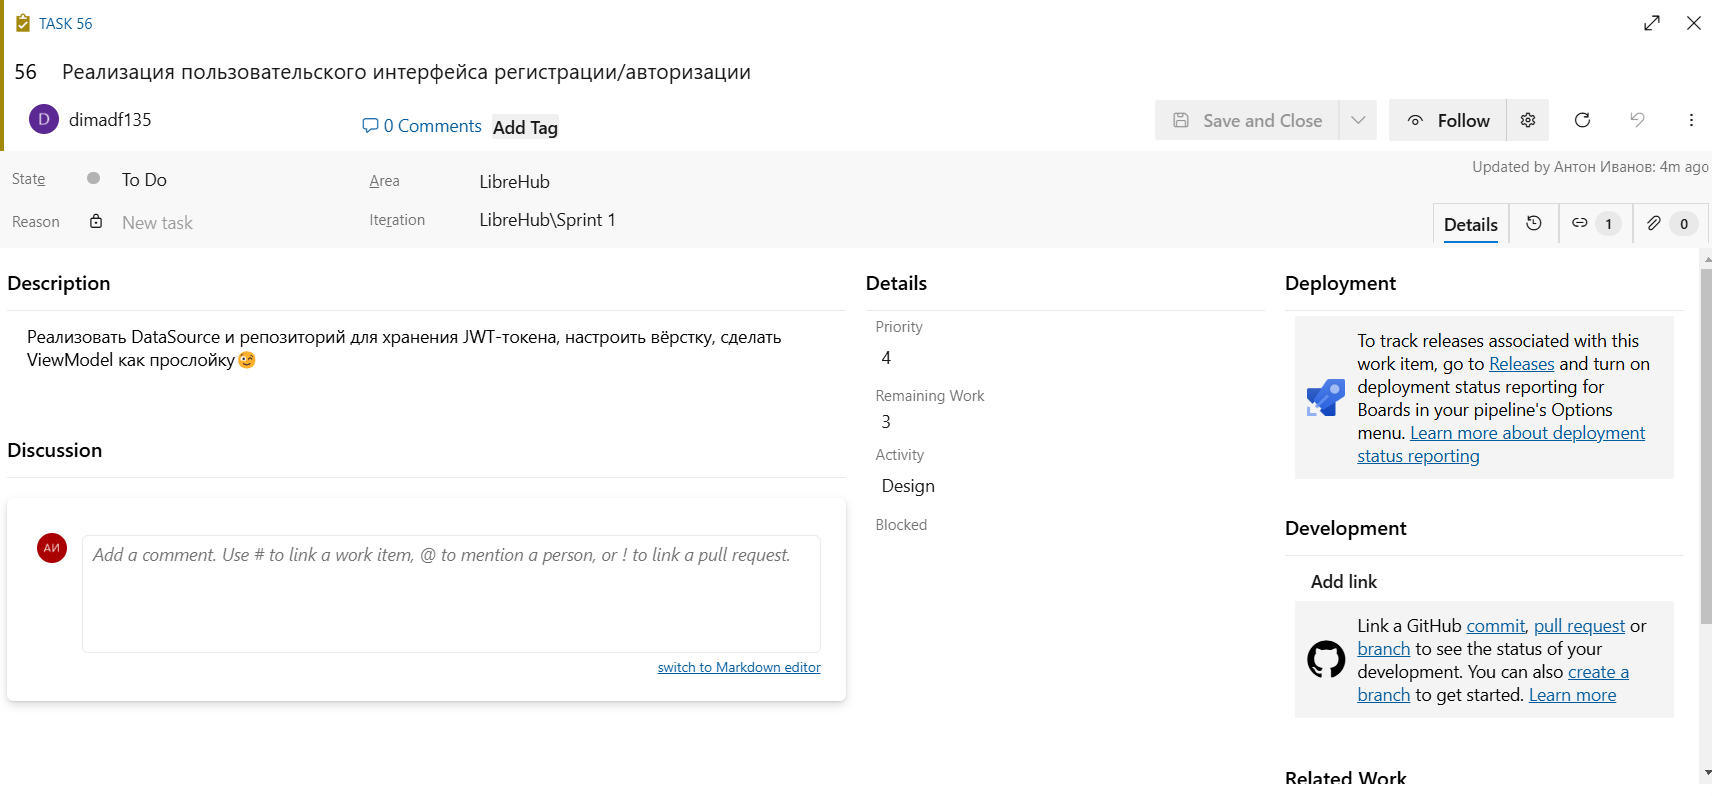 TASK 56
56 Реализация пользовательского интерфейса регистрации/авторизации
D dimadf135
0 Comments Add Tag
Save and Close
Follow
Updated by Антон Иванов: 4m ago
State To Do
Area LibreHub
Reason New task
Iteration LibreHub\Sprint 1
Details 1 0
Description
Реализовать DataSource и репозиторий для хранения JWT-токена, настроить вёрстку, сделать
ViewModel как прослойку😉
Discussion
АИ
Add a comment. Use # to link a work item, @ to mention a person, or ! to link a pull request.
switch to Markdown editor
Details
Priority
4
Remaining Work
3
Activity
Design
Blocked
Deployment
To track releases associated with this
work item, go to Releases and turn on
deployment status reporting for
Boards in your pipeline's Options
menu. Learn more about deployment
status reporting
Development
Add link
Link a GitHub commit, pull request or
branch to see the status of your
development. You can also create a
branch to get started. Learn more
Related Work